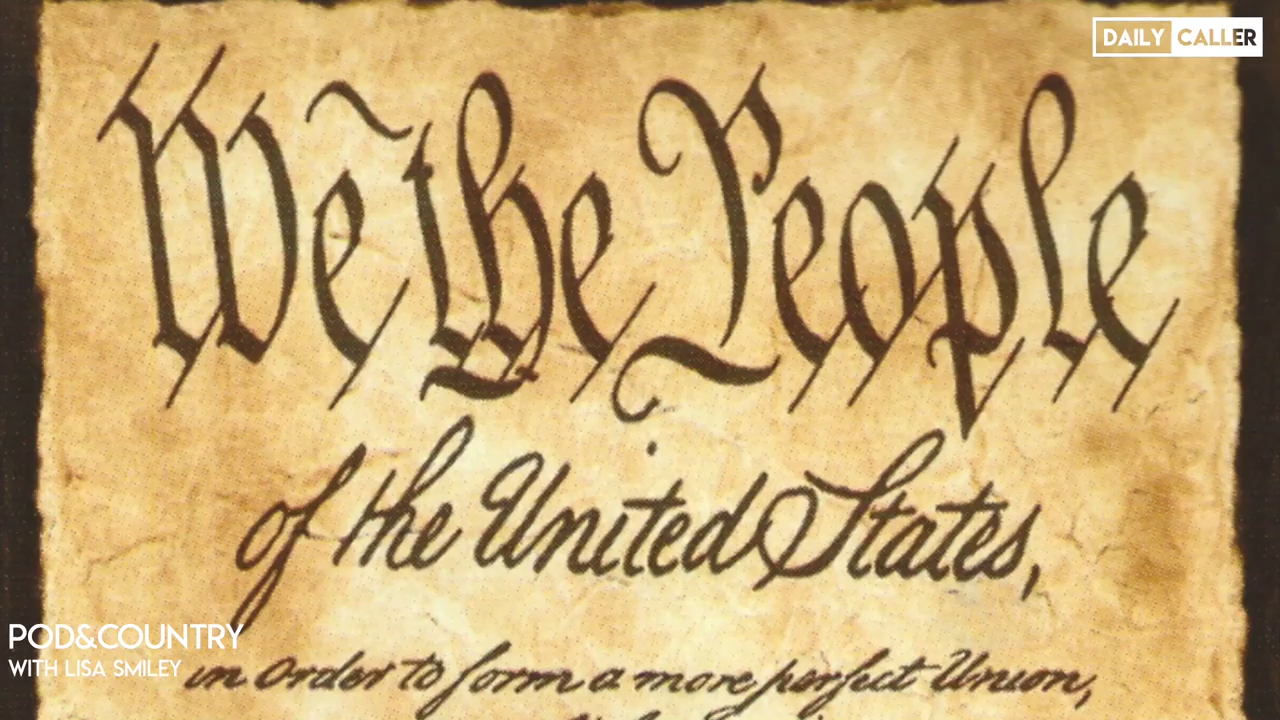 DAILY CALLER
We the People
of the United States,
in Order to form a more perfect Union,
POD&COUNTRY
WITH LISA SMILEY